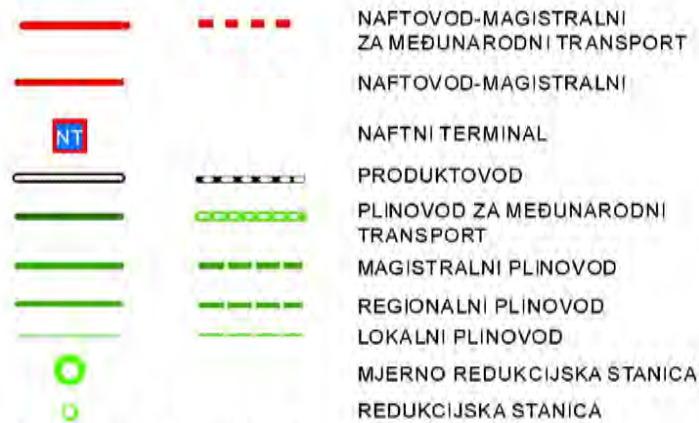 NAFTOVOD-MAGISTRALNI
ZA MEĐUNARODNI TRANSPORT
NAFTOVOD-MAGISTRALNI
NT
NAFTNI TERMINAL
PRODUKTOVOD
PLINOVOD ZA MEĐUNARODNI
TRANSPORT
MAGISTRALNI PLINOVOD
REGIONALNI PLINOVOD
LOKALNI PLINOVOD
MJERNO REDUKCIJSKA STANICA
REDUKCIJSKA STANICA